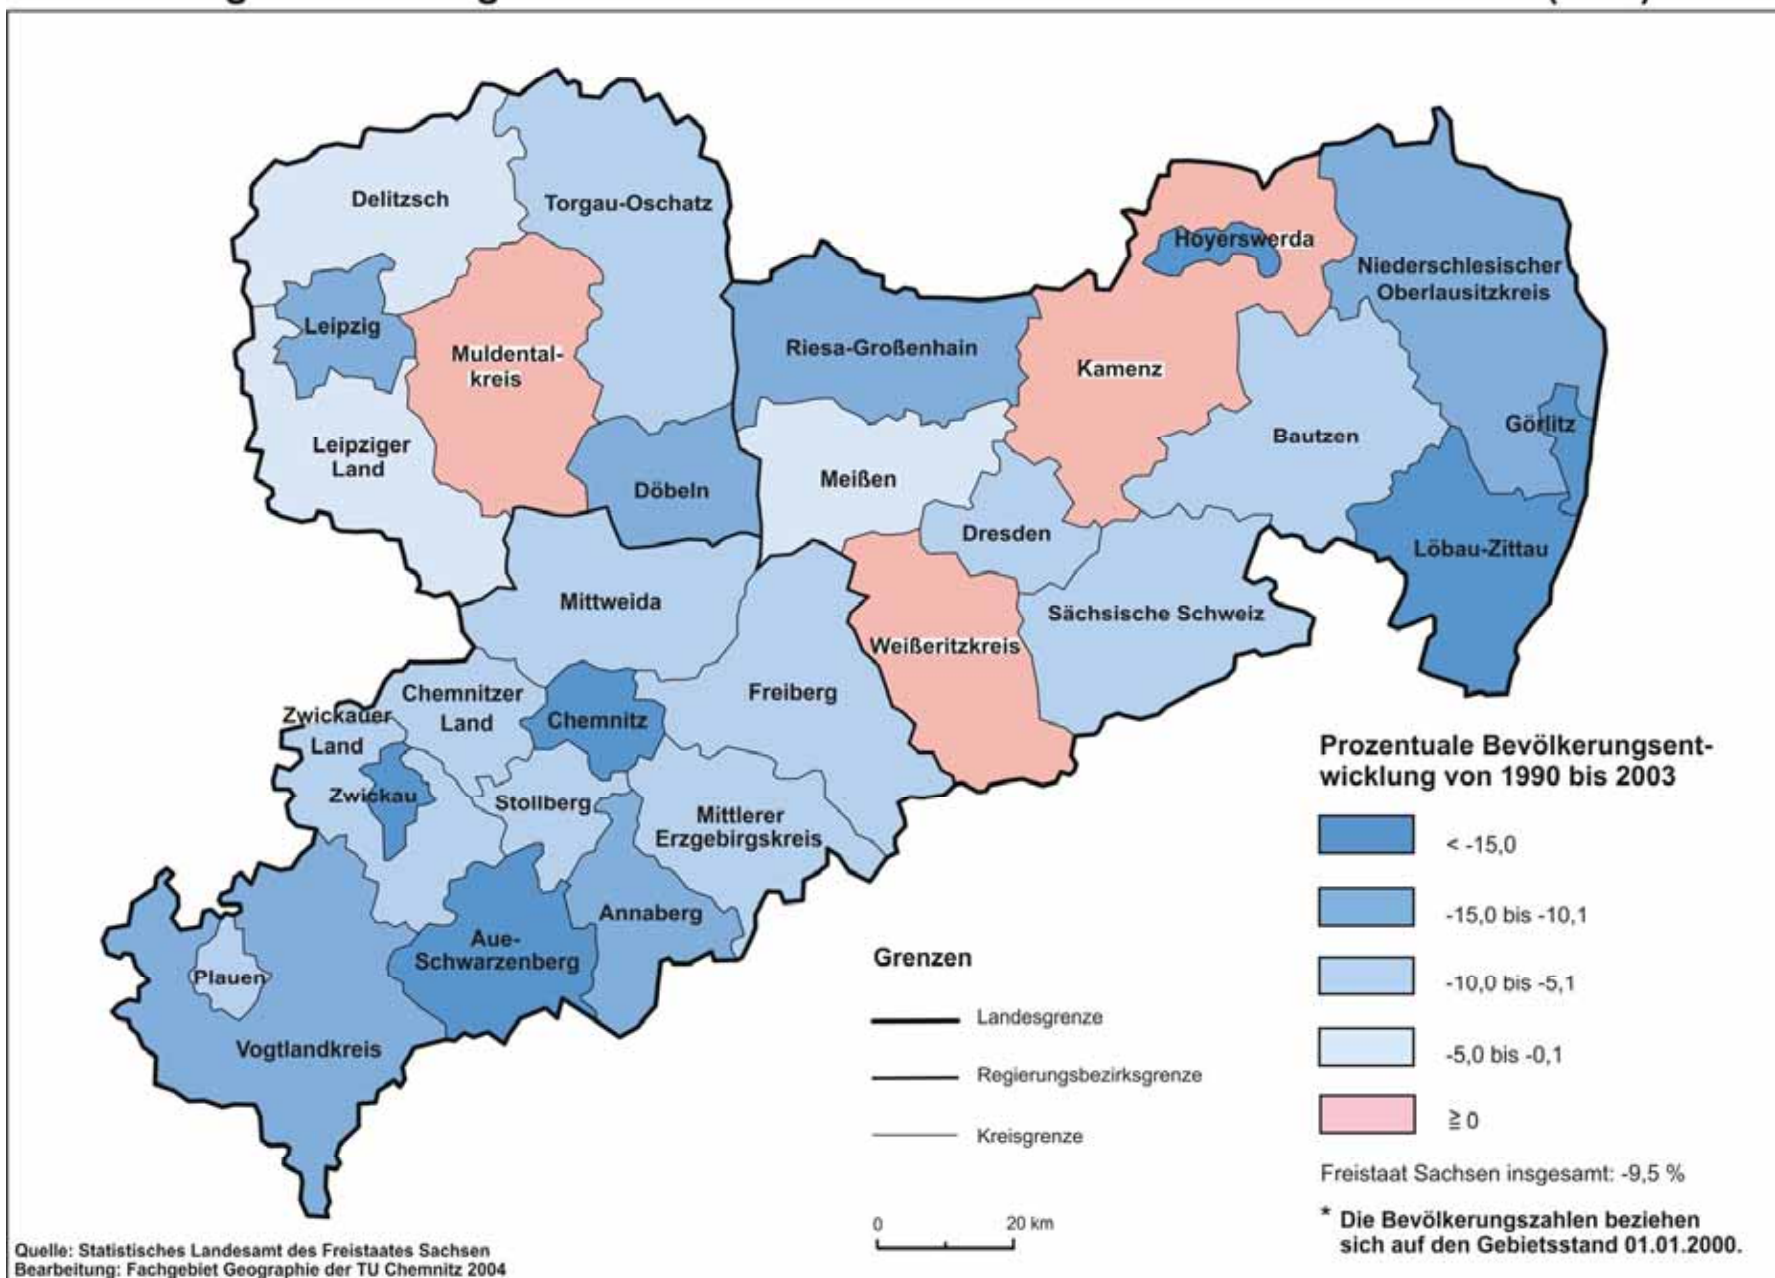 Delitzsch
Torgau-Oschatz
Hoyerswerda
Niederschlesischer
Oberlausitzkreis
Leipzig
Muldental-
kreis
Riesa-Großenhain
Kamenz
Görlitz
Bautzen
Leipziger
Land
Döbeln
Meißen
Dresden
Löbau-Zittau
Mittweida
Sächsische Schweiz
Weißeritzkreis
Chemnitzer
Land
Freiberg
Zwickauer
Land
Chemnitz
Zwickau
Stollberg
Mittlerer
Erzgebirgskreis
Annaberg
Aue-
Schwarzenberg
Plauen
Vogtlandkreis
Grenzen
Landesgrenze
Regierungsbezirksgrenze
Kreisgrenze
0 20 km
Prozentuale Bevölkerungsent-
wicklung von 1990 bis 2003
< -15,0
-15,0 bis -10,1
-10,0 bis -5,1
-5,0 bis -0,1
≧ 0
Freistaat Sachsen insgesamt: -9,5 %
* Die Bevölkerungszahlen beziehen
sich auf den Gebietsstand 01.01.2000.
Quelle: Statistisches Landesamt des Freistaates Sachsen
Bearbeitung: Fachgebiet Geographie der TU Chemnitz 2004